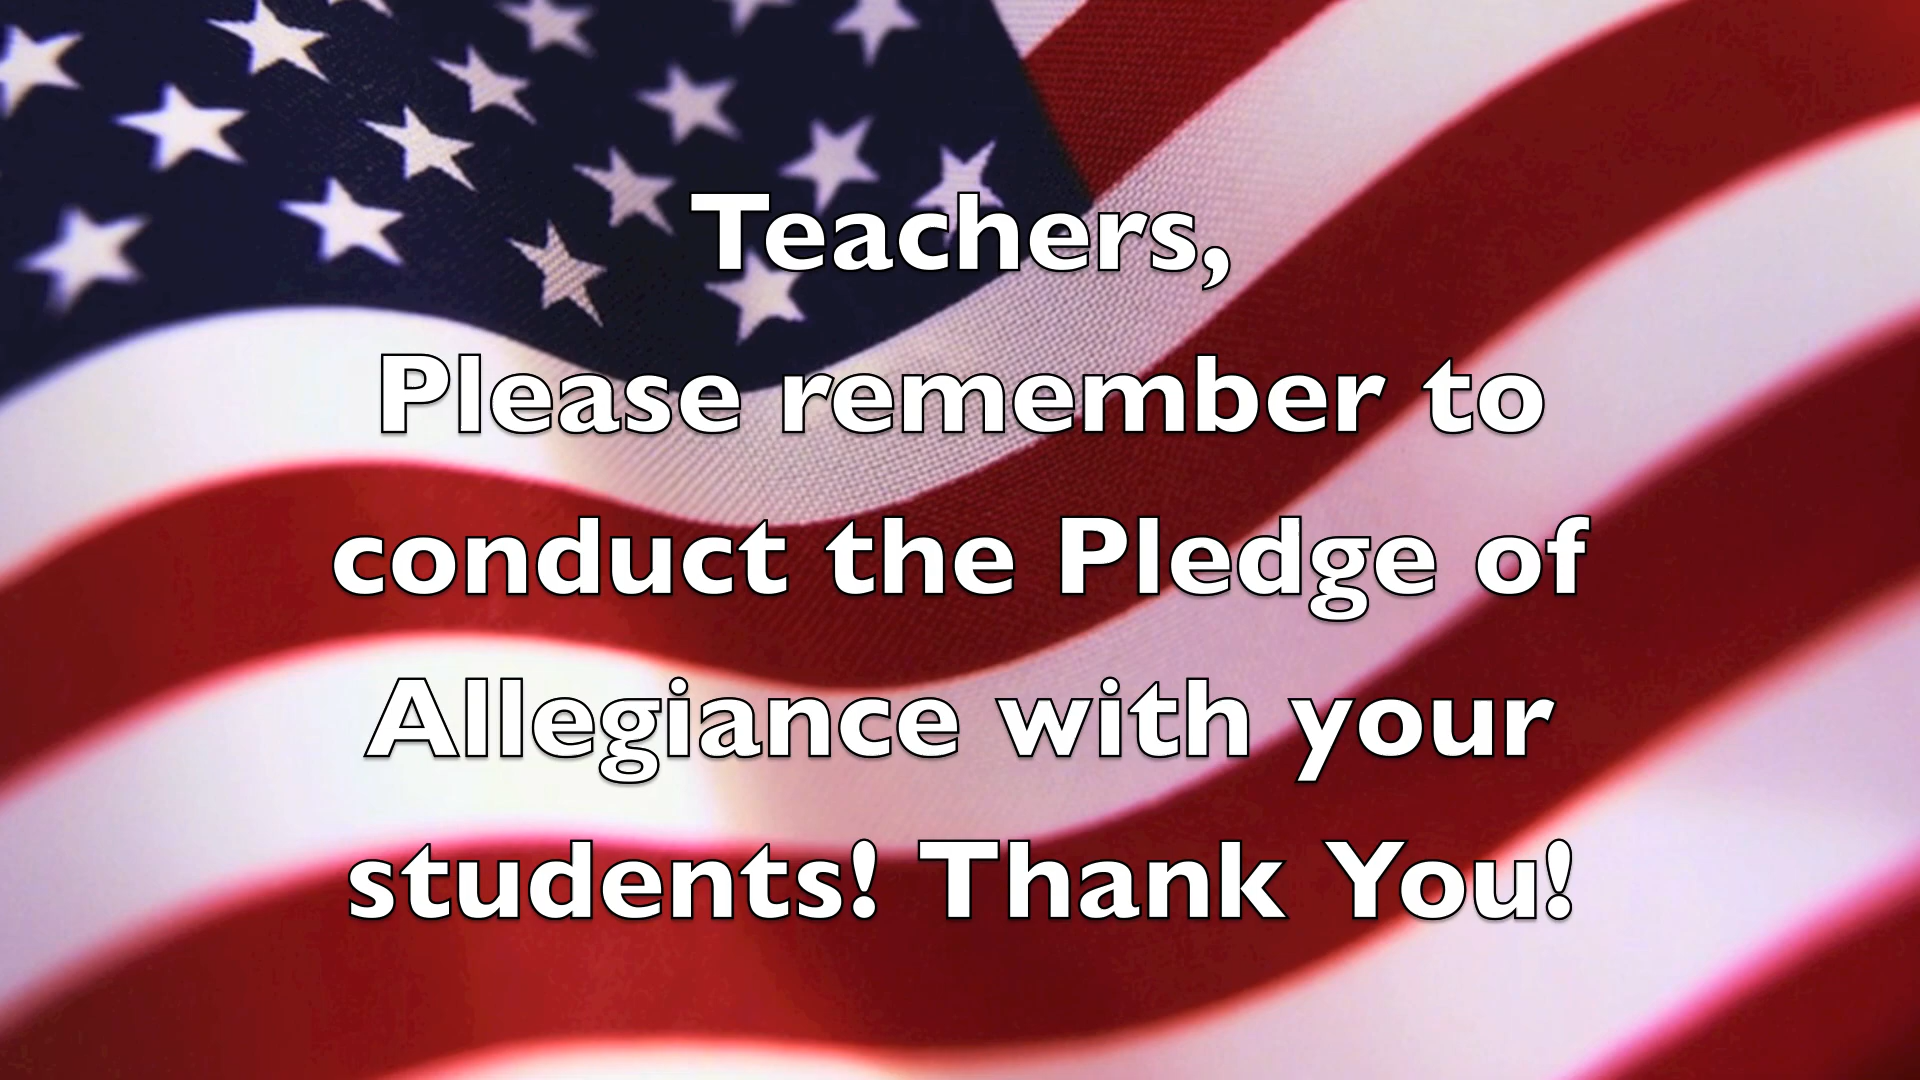 Teachers,
Please remember to
conduct the Pledge of
Allegiance with your
students! Thank You!